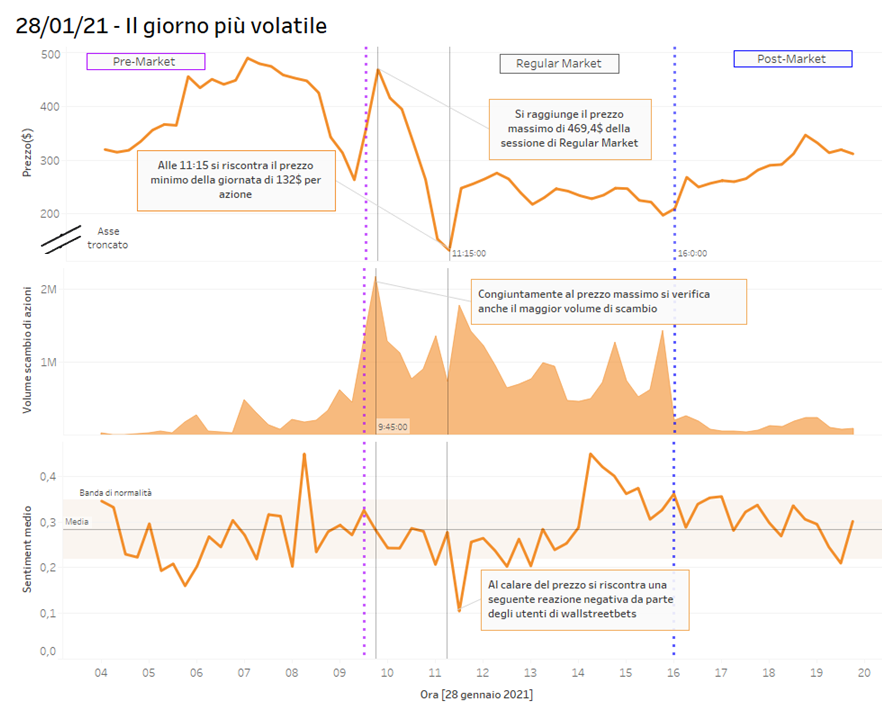 28/01/21 - Il giorno più volatile
Pre-Market
Regular Market
Post-Market
Prezzo($)
500
400
300
200
Asse
troncato
Si raggiunge il prezzo
massimo di 469,4$ della
sessione di Regular Market
Alle 11:15 si riscontra il prezzo
minimo della giornata di 132$ per
azione
11:15:00
16:0:00
Volume scambio di azioni
2M
1M
Congiuntamente al prezzo massimo si verifica
anche il maggior volume di scambio
9:45:00
Sentiment medio
0,4
0,3
0,2
0,1
0,0
Banda di normalità
Media
Al calare del prezzo si riscontra una
seguente reazione negativa da parte
degli utenti di wallstreetbets
04 05 06 07 08 09 10 11 12 13 14 15 16 17 18 19 20
Ora [28 gennaio 2021]